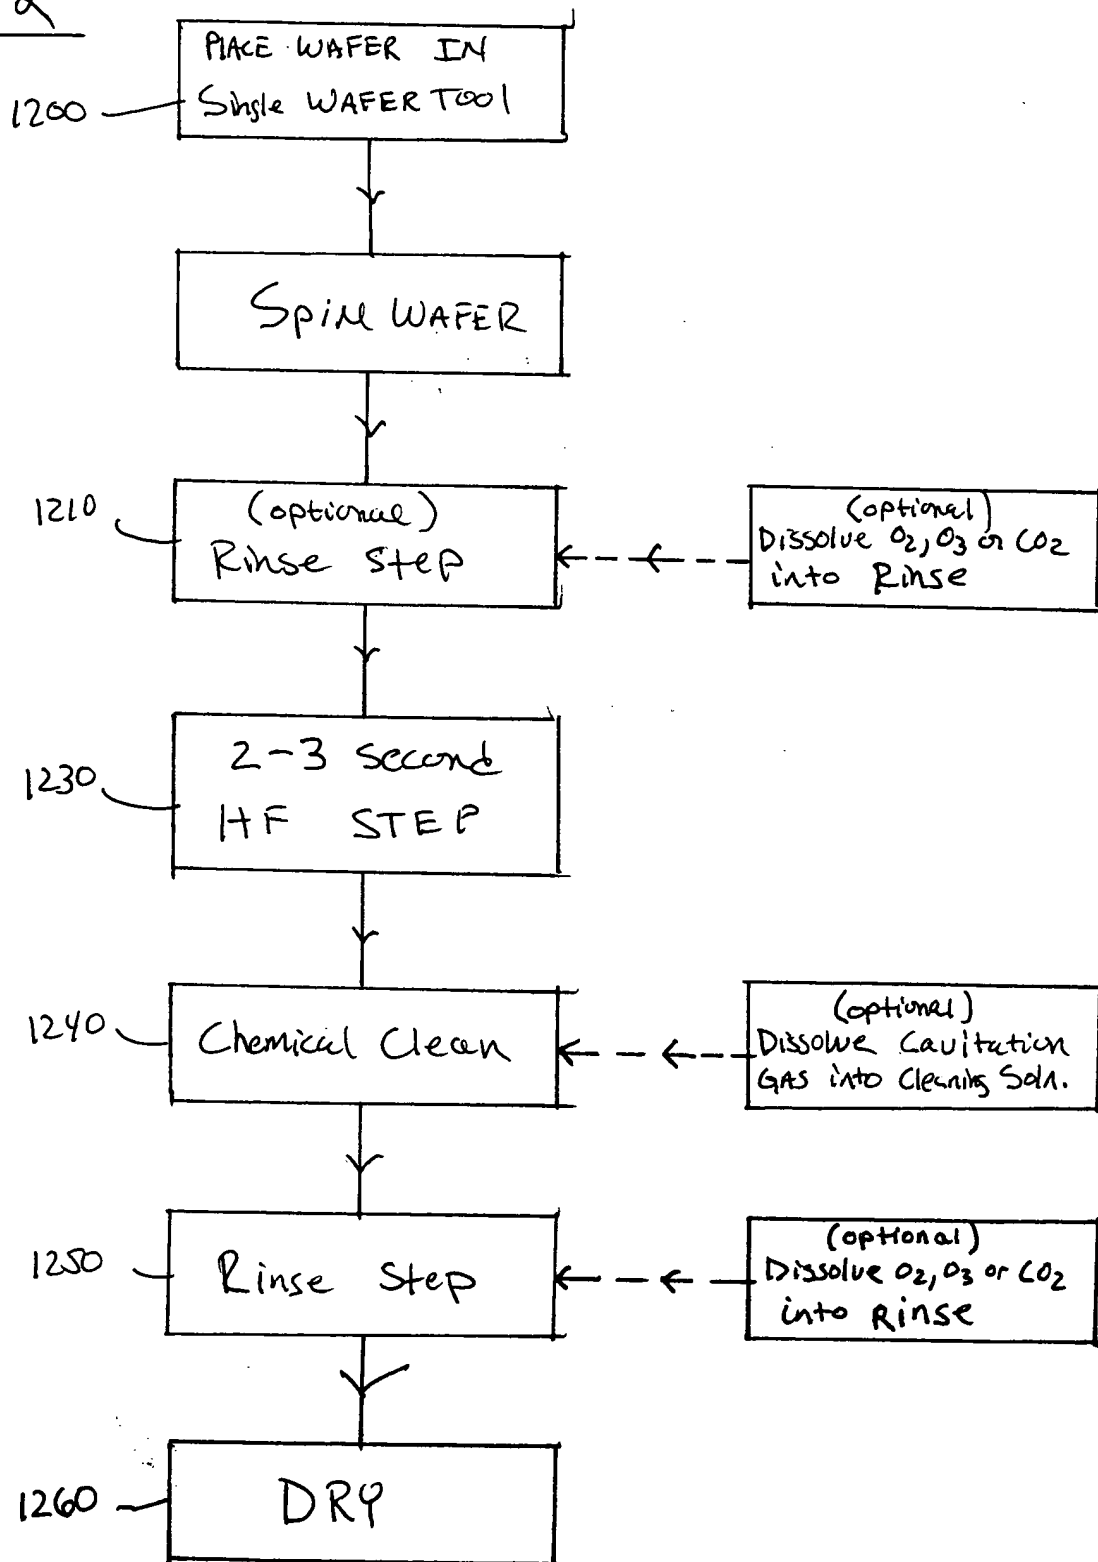 PLACE WAFER IN
Single WAFER TOOl
1200
Spin WAFER
1210
(optional)
Rinse Step
(optional)
Dissolve O2, O3 or CO2
into Rinse
1230
2-3 second
HF STEP
1240
Chemical Clean
(optional)
Dissolve Cavitation
GAS into Cleaning Soln.
1250
Rinse Step
(optional)
Dissolve O2, O3 or CO2
into Rinse
1260
DRY